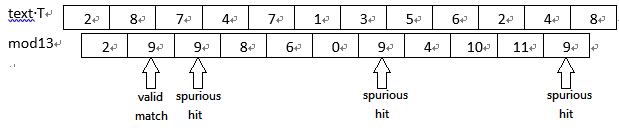 text·T 2 8 7 4 7 1 3 5 6 2 4 8
mod13 2 9 9 8 6 0 9 4 10 11 9
valid match spurious hit spurious hit spurious hit